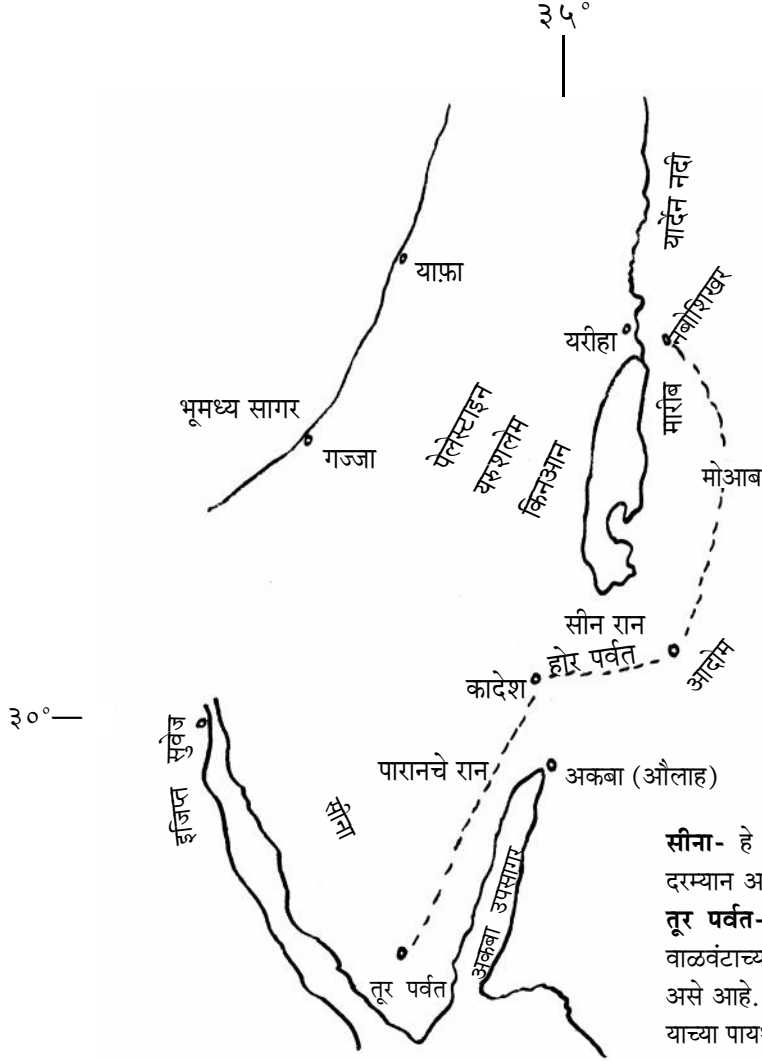 ३५°
यार्देन नदी
याफ़ा
नबोशिखर
यरीहा
मारीब
भूमध्य सागर
गज्जा
पेलेस्टाइन
यरुशलेम
किनआन
मोआब
सीन रान
होर पर्वत
आदोम
कादेश
३०°
सुवेज
इजिप्त
पारानचे रान
अकबा (औलाह)
सीना
अकबा उपसागर
तूर पर्वत
सीना- हे
दरम्यान अ
तूर पर्वत-
वाळवंटाच्य
असे आहे.
याच्या पाय